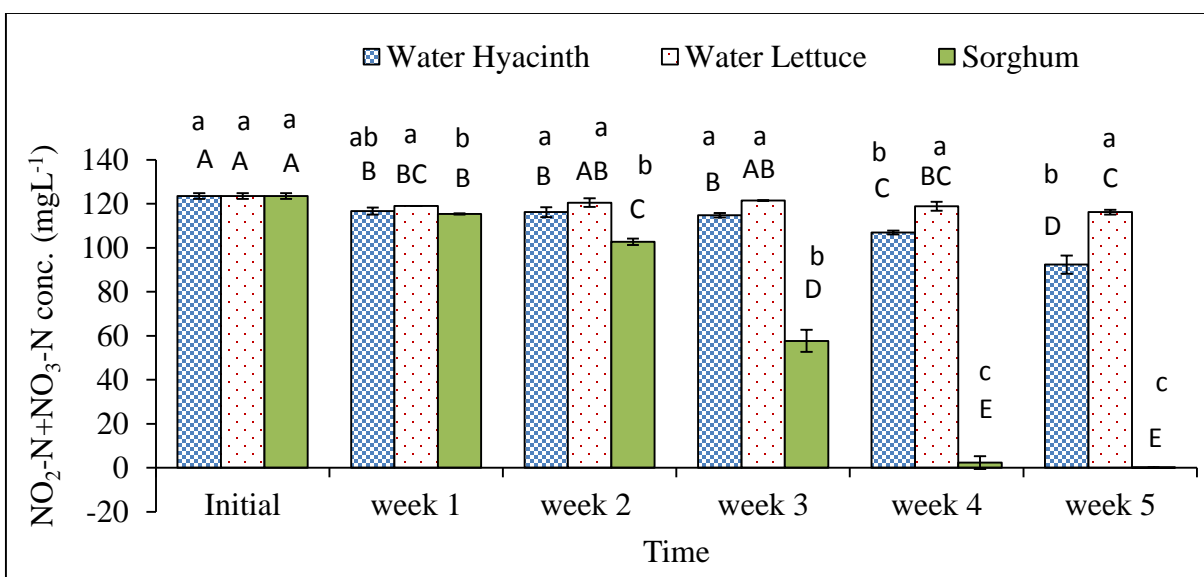 Water Hyacinth Water Lettuce Sorghum
a a a ab a b a a b a a b b a c b a c
A A A B BC B B AB C B AB D C BC E D C E
NO2-N+NO3-N conc. (mgL-1)
140
120
100
80
60
40
20
0
-20
Initial week 1 week 2 week 3 week 4 week 5
Time